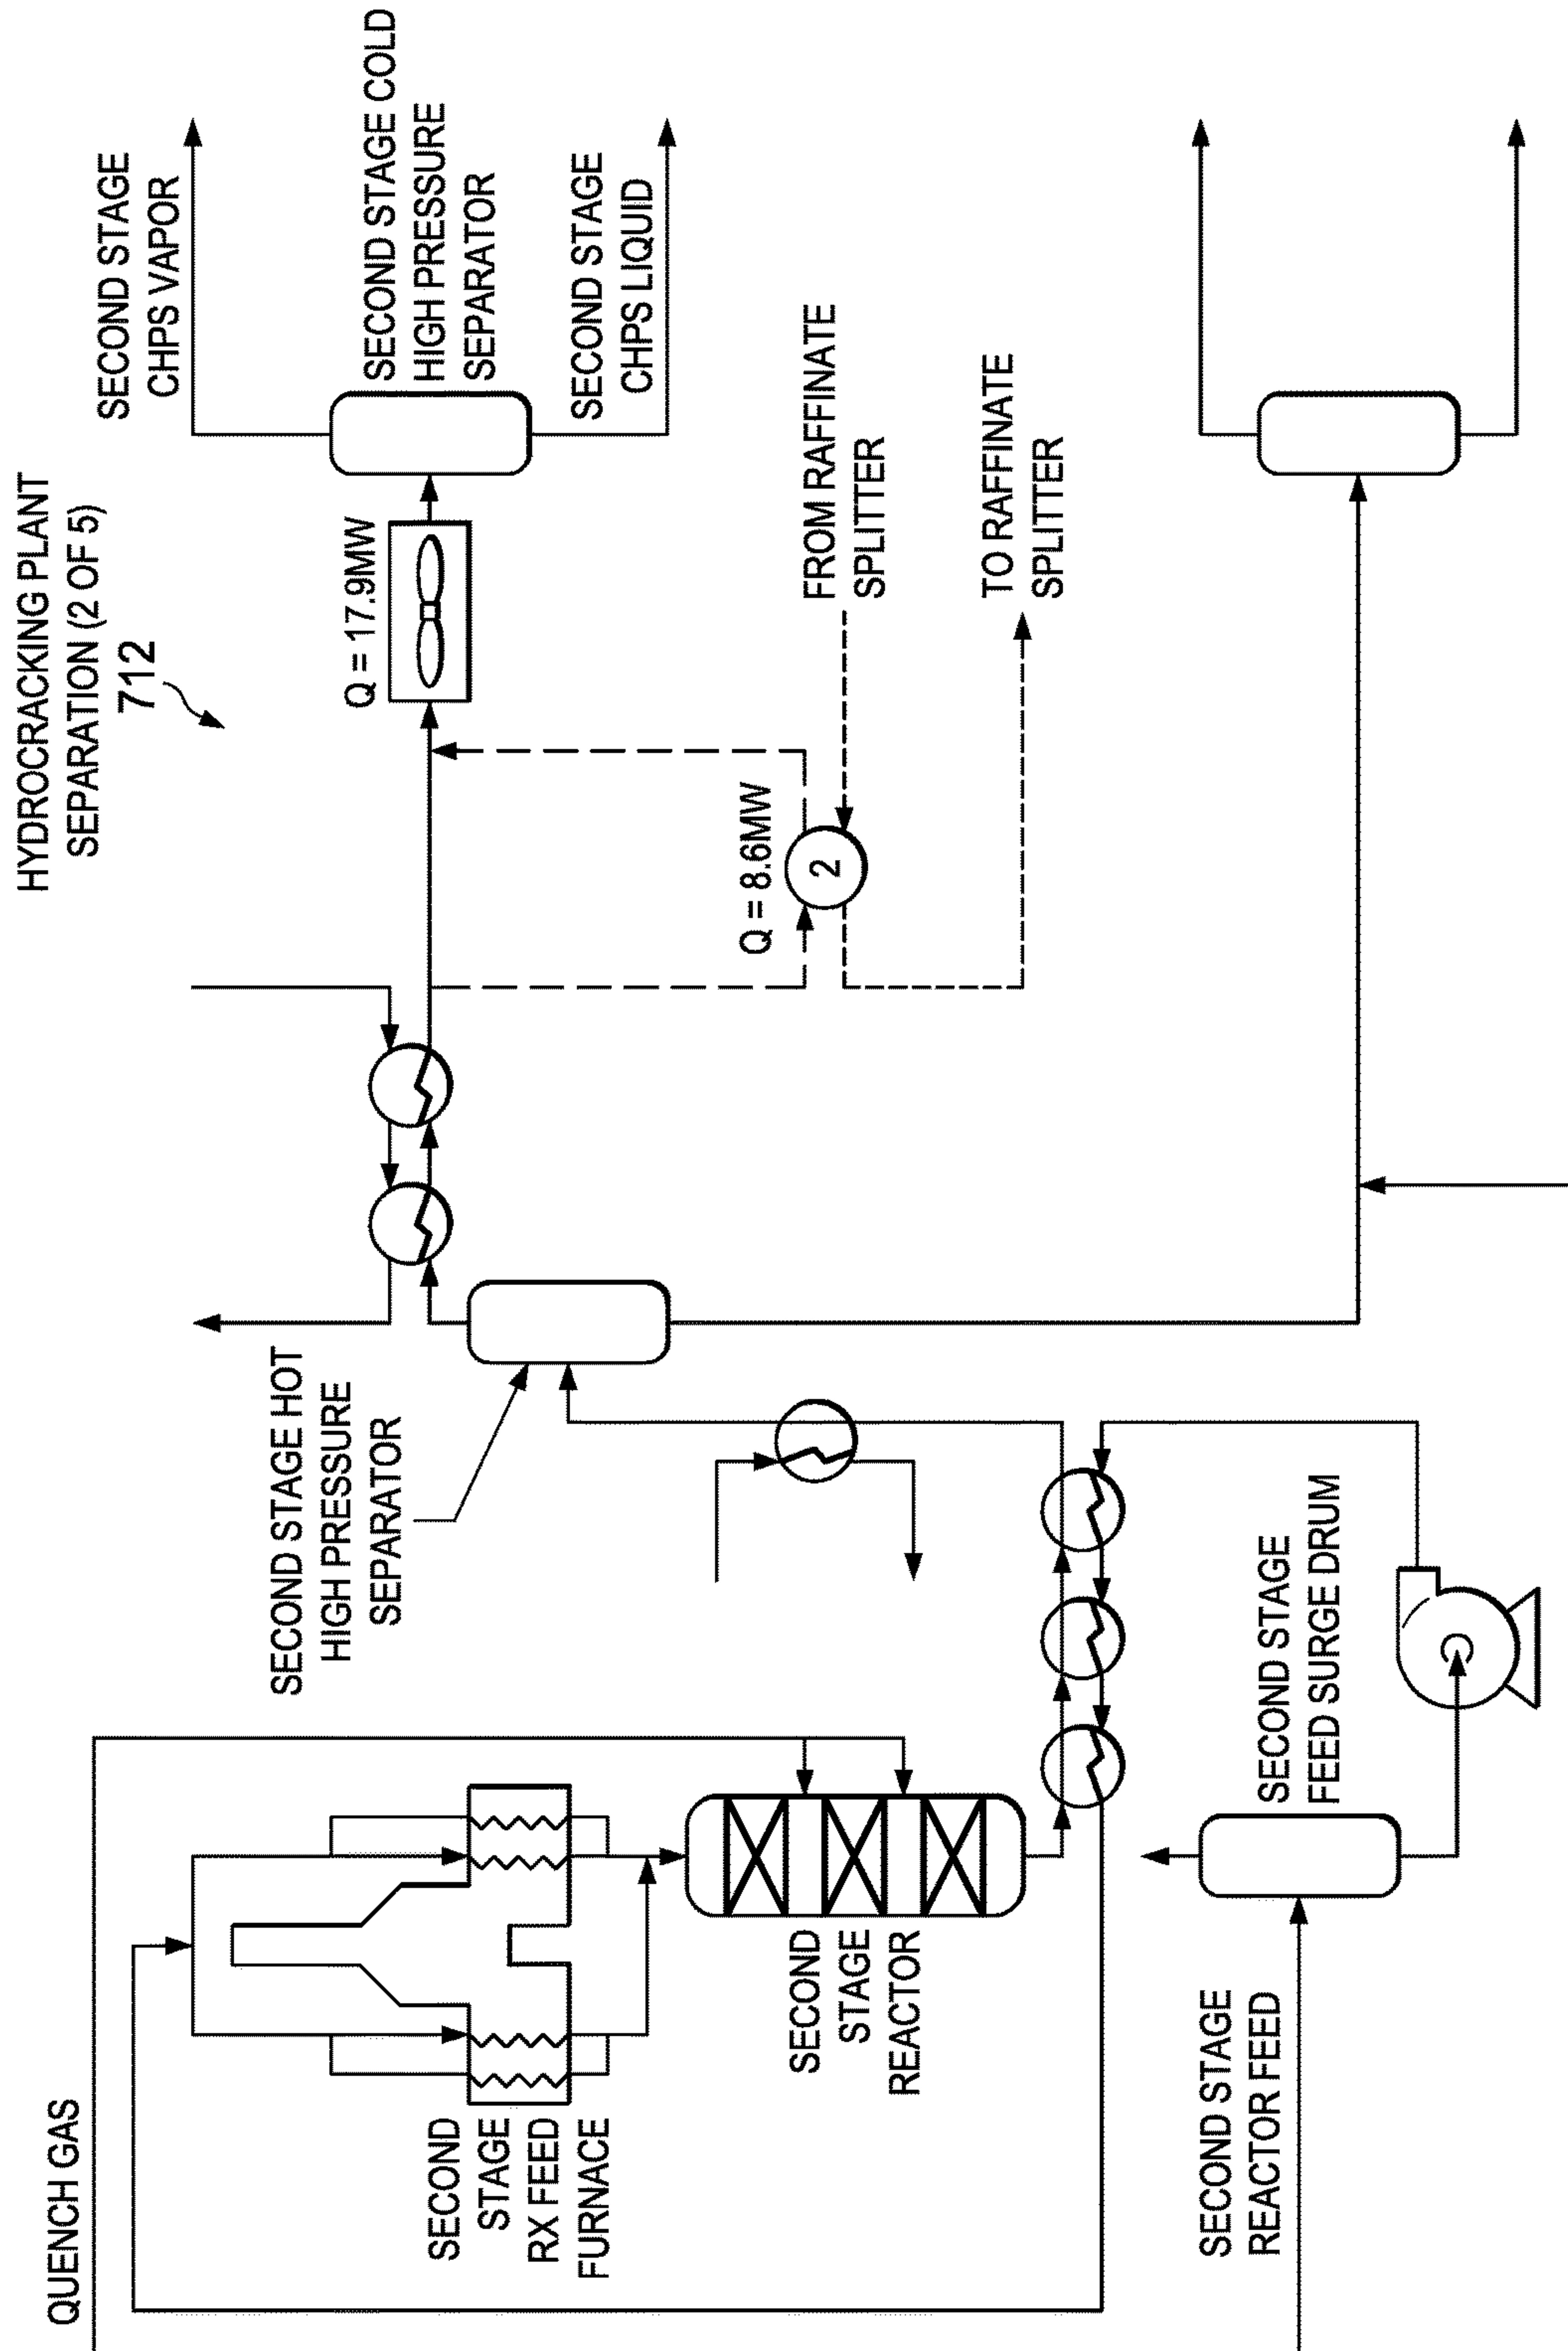 HYDROCRACKING PLANT
SEPARATION (2 OF 5)
712
QUENCH GAS
SECOND
STAGE
RX FEED
FURNACE
SECOND STAGE HOT
HIGH PRESSURE
SEPARATOR
SECOND STAGE
CHPS VAPOR
Q = 17.9MW
SECOND STAGE COLD
HIGH PRESSURE
SEPARATOR
SECOND STAGE
CHPS LIQUID
Q = 8.6MW
2
FROM RAFFINATE
SPLITTER
TO RAFFINATE
SPLITTER
SECOND
STAGE
REACTOR
SECOND STAGE
REACTOR FEED
SECOND STAGE
FEED SURGE DRUM